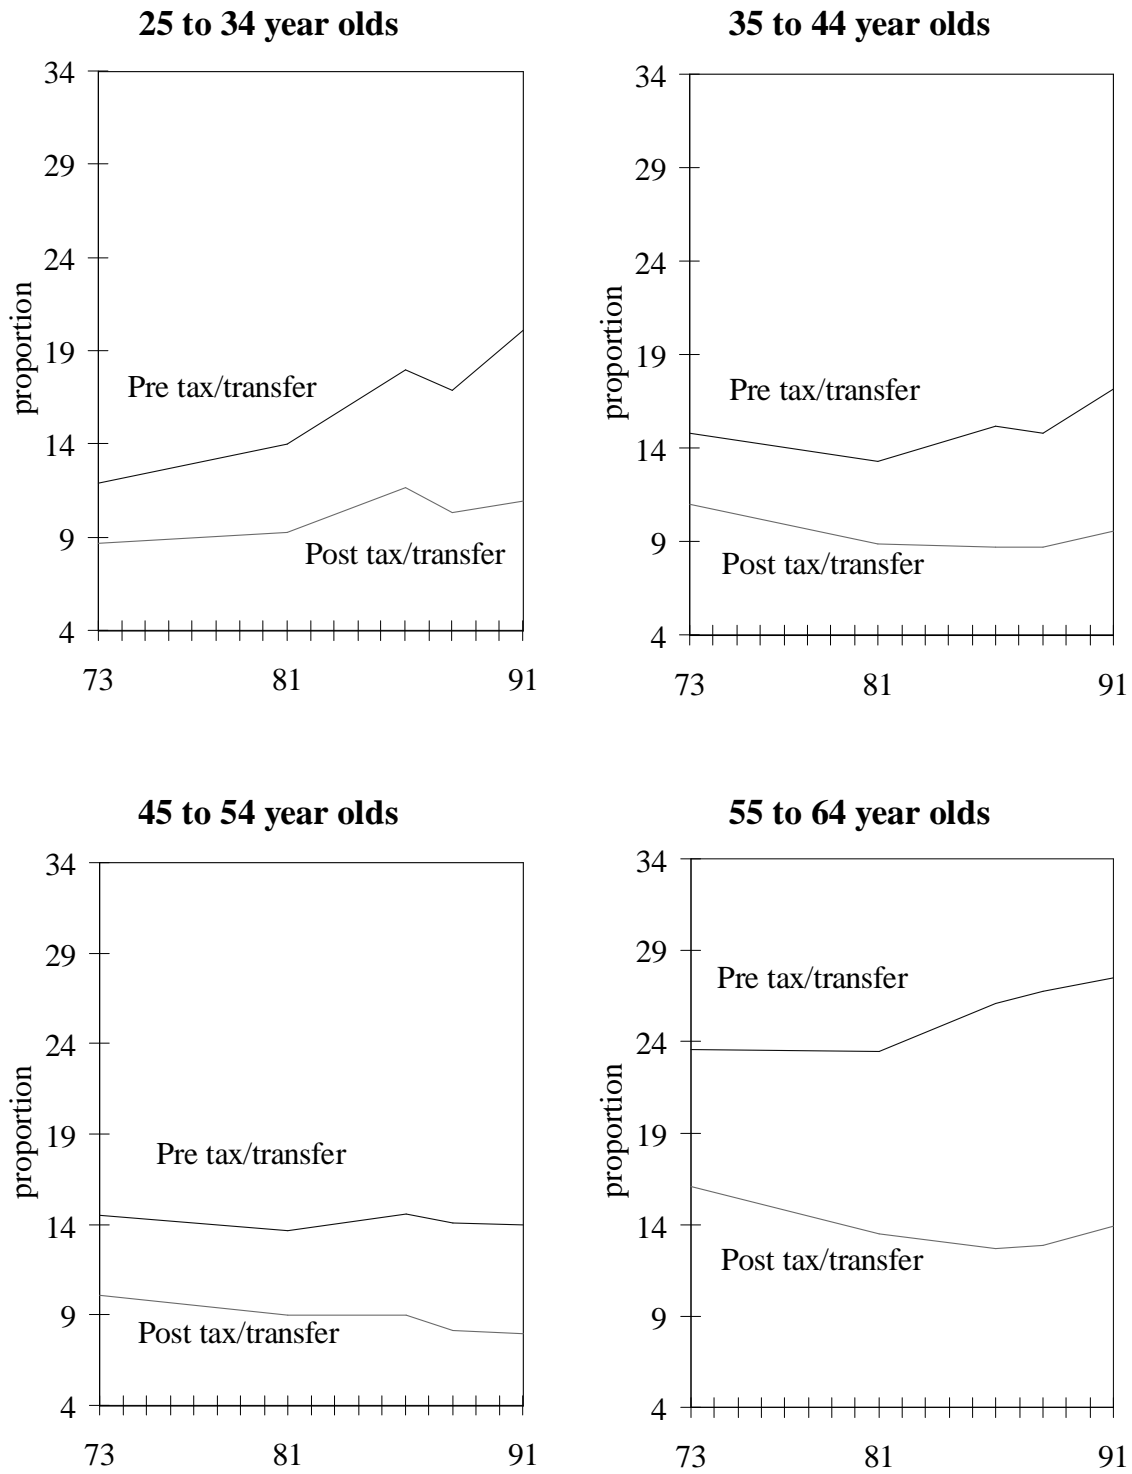 25 to 34 year olds
34
29
24
19
14
9
4
proportion
Pre tax/transfer
Post tax/transfer
73 81 91
35 to 44 year olds
34
29
24
19
14
9
4
proportion
Pre tax/transfer
Post tax/transfer
73 81 91
45 to 54 year olds
34
29
24
19
14
9
4
proportion
Pre tax/transfer
Post tax/transfer
73 81 91
55 to 64 year olds
34
29
24
19
14
9
4
proportion
Pre tax/transfer
Post tax/transfer
73 81 91